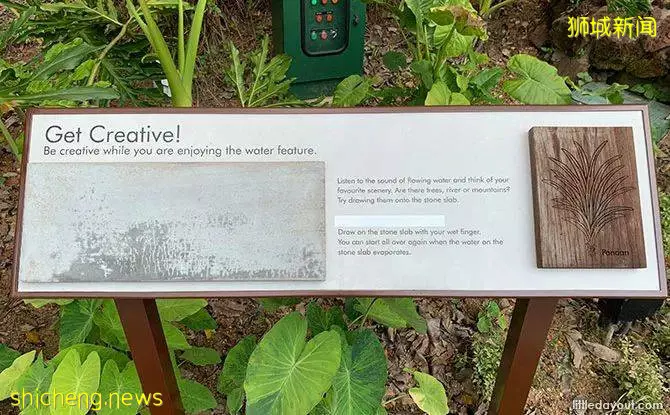 狮城新闻
Get Creative!
Be creative while you are enjoying the water feature.
Listen to the sound of flowing water and think of your
favourite scenery. Are there trees, river or mountains?
Try drawing them onto the stone slab.
Draw on the stone slab with your wet finger.
You can start all over again when the water on the
stone slab evaporates.
3 Pandan
shicheng.news
littledayout.com